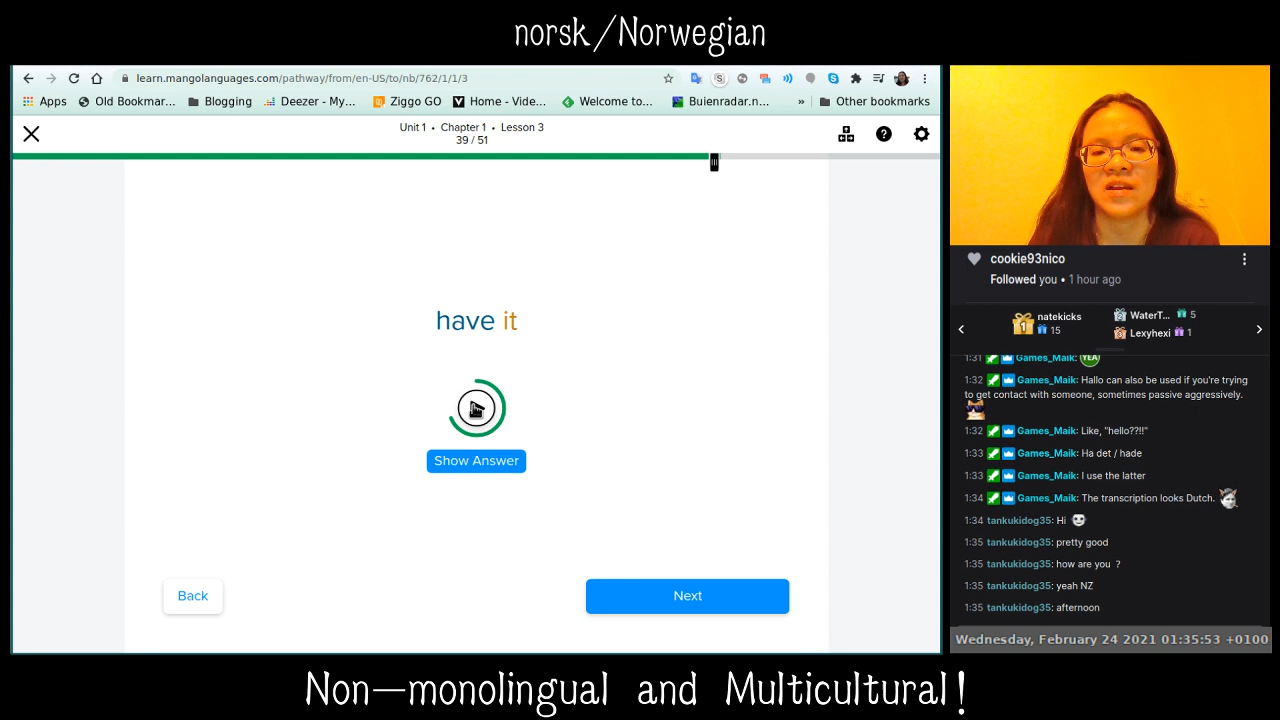 norsk/Norwegian
learn.mangolanguages.com/pathway/from/en-US/to/nb/762/1/1/3
Apps
Old Bookmar...
Blogging
Deezer - My...
Ziggo GO
Home - Vide...
Welcome to...
Buienradar.n...
»
Other bookmarks
Unit 1 • Chapter 1 • Lesson 3
39 / 51
have it
Show Answer
Back
Next
cookie93nico
Followed you • 1 hour ago
1 natekicks
15
WaterT... 5
Lexyhexi 1
1:31 Games_Maik: YEA
1:32 Games_Maik: Hallo can also be used if you're trying
to get contact with someone, sometimes passive aggressively.
1:32 Games_Maik: Like, "hello??!!"
1:33 Games_Maik: Ha det / hade
1:33 Games_Maik: I use the latter
1:34 Games_Maik: The transcription looks Dutch.
1:34 tankukidog35: Hi
1:35 tankukidog35: pretty good
1:35 tankukidog35: how are you ?
1:35 tankukidog35: yeah NZ
1:35 tankukidog35: afternoon
Wednesday, February 24 2021 01:35:53 +0100
Non-monolingual and Multicultural!